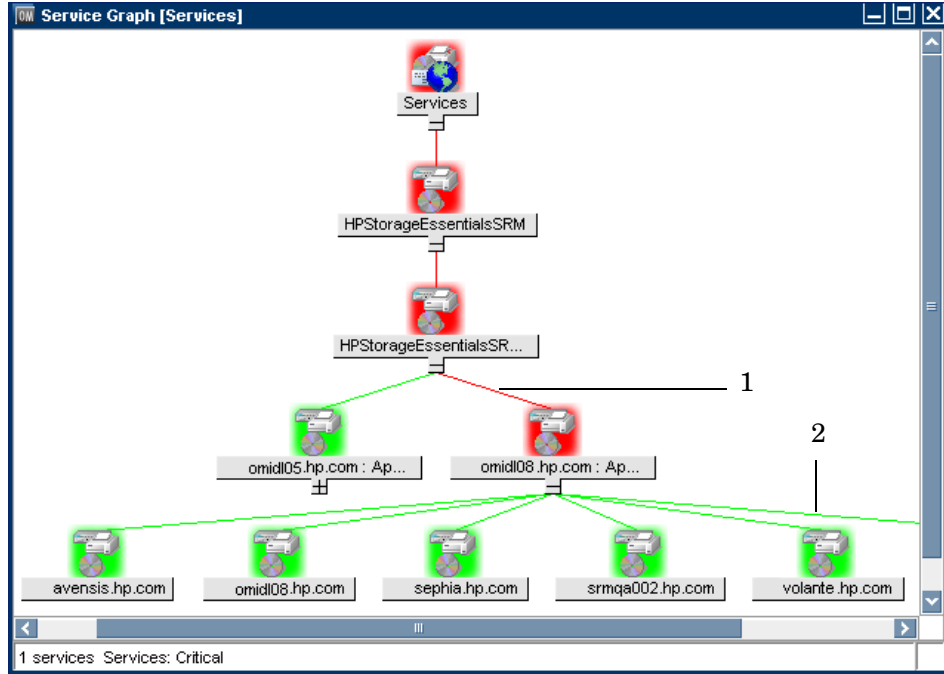 OM Service Graph [Services]
Services
HPStorageEssentialsSRM
HPStorageEssentialsSR...
1
omidl05.hp.com : Ap...
omidl08.hp.com : Ap...
2
avensis.hp.com
omidl08.hp.com
sephia.hp.com
srmqa002.hp.com
volante.hp.com
1 services Services: Critical